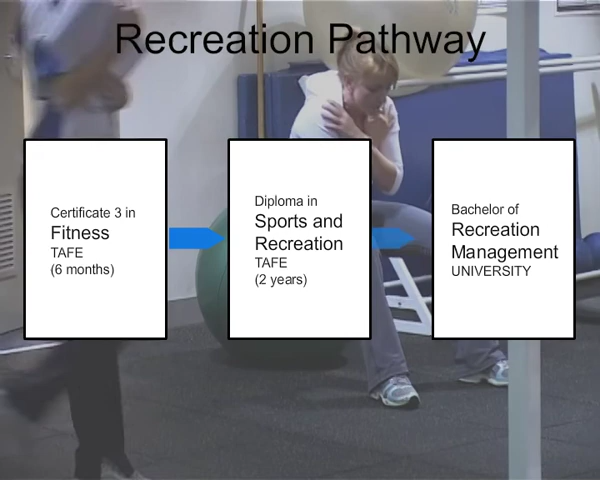 Recreation Pathway
Certificate 3 in
Fitness
TAFE
(6 months)
Diploma in
Sports and
Recreation
TAFE
(2 years)
Bachelor of
Recreation
Management
UNIVERSITY